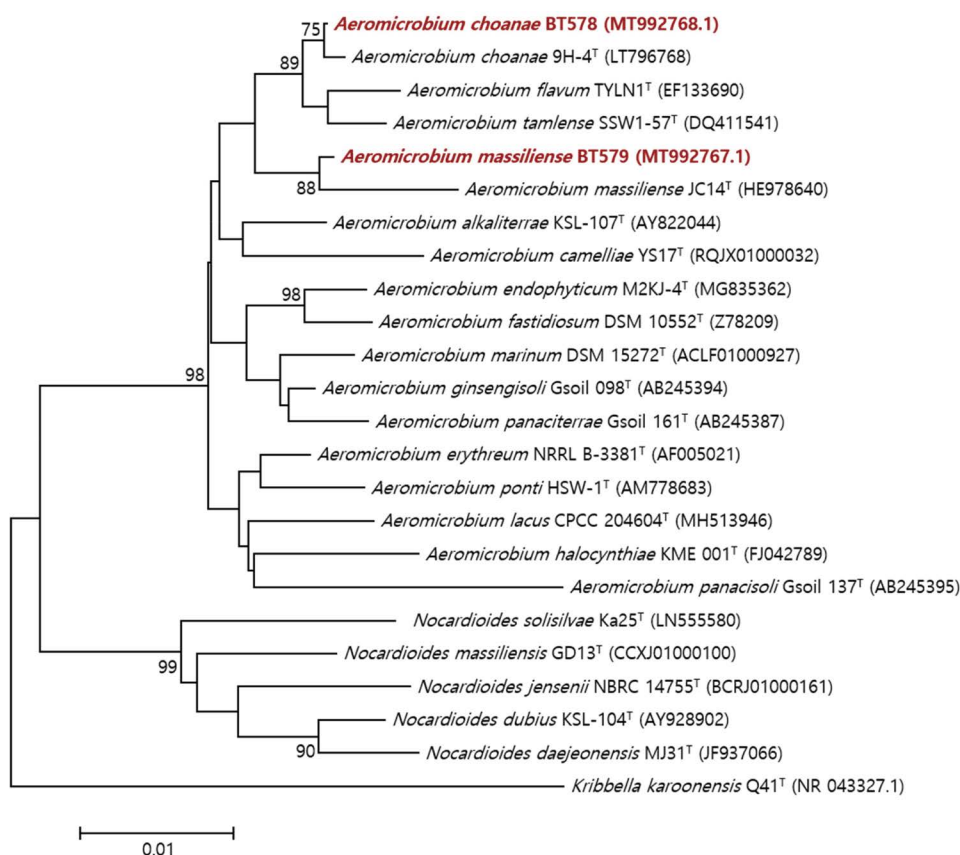 75
Aeromicrobium choanae BT578 (MT992768.1)
Aeromicrobium choanae 9H-4ᵀ (LT796768)
89
Aeromicrobium flavum TYLN1ᵀ (EF133690)
Aeromicrobium tamlense SSW1-57ᵀ (DQ411541)
Aeromicrobium massiliense BT579 (MT992767.1)
88
Aeromicrobium massiliense JC14ᵀ (HE978640)
Aeromicrobium alkaliterrae KSL-107ᵀ (AY822044)
Aeromicrobium camelliae YS17ᵀ (RQJX01000032)
98
Aeromicrobium endophyticum M2KJ-4ᵀ (MG835362)
Aeromicrobium fastidiosum DSM 10552ᵀ (Z78209)
Aeromicrobium marinum DSM 15272ᵀ (ACLF01000927)
98
Aeromicrobium ginsengisoli Gsoil 098ᵀ (AB245394)
Aeromicrobium panaciterrae Gsoil 161ᵀ (AB245387)
Aeromicrobium erythreum NRRL B-3381ᵀ (AF005021)
Aeromicrobium ponti HSW-1ᵀ (AM778683)
Aeromicrobium lacus CPCC 204604ᵀ (MH513946)
Aeromicrobium halocynthiae KME 001ᵀ (FJ042789)
Aeromicrobium panacisoli Gsoil 137ᵀ (AB245395)
Nocardioides solisilvae Ka25ᵀ (LN555580)
99
Nocardioides massiliensis GD13ᵀ (CCXJ01000100)
Nocardioides jensenii NBRC 14755ᵀ (BCRJ01000161)
Nocardioides dubius KSL-104ᵀ (AY928902)
90
Nocardioides daejeonensis MJ31ᵀ (JF937066)
Kribbella karoonensis Q41ᵀ (NR 043327.1)
0.01